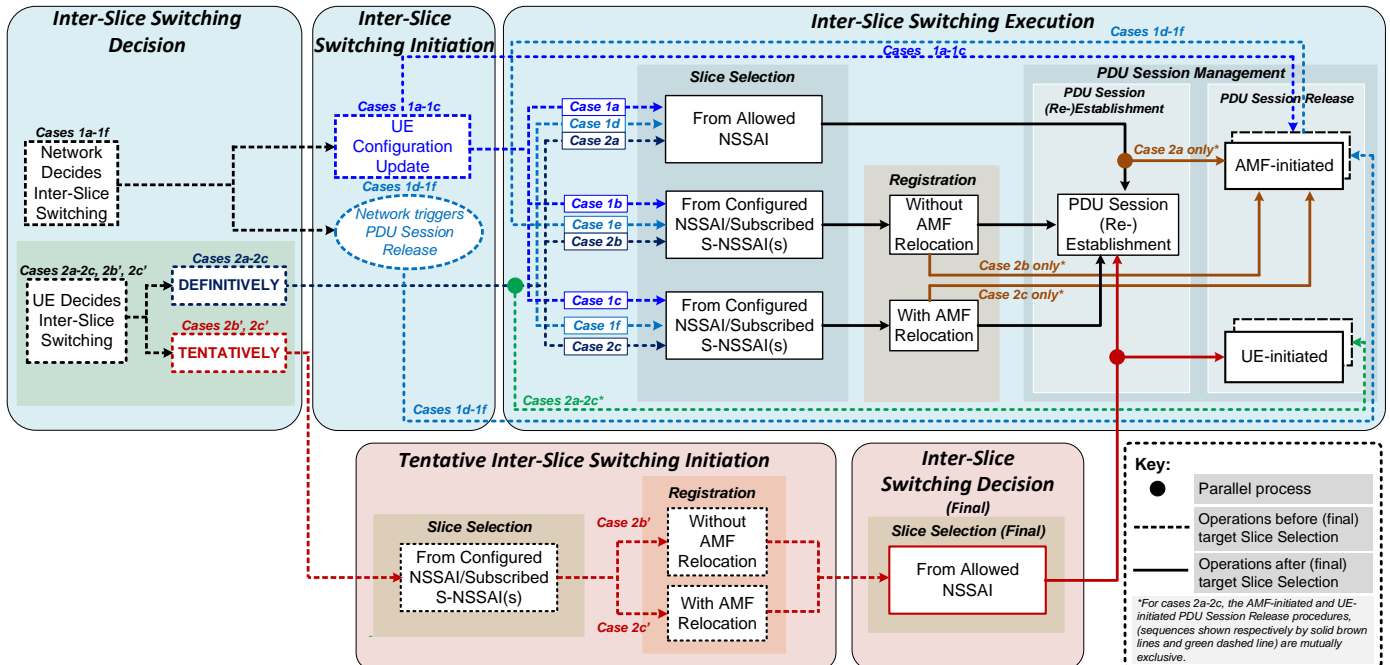 Inter-Slice Switching
Decision
Cases 1a-1f
Network
Decides
Inter-Slice
Switching
Cases 2a-2c, 2b’, 2c’
UE Decides
Inter-Slice
Switching
Cases 2a-2c
DEFINITIVELY
Cases 2b’, 2c’
TENTATIVELY
Inter-Slice
Switching Initiation
Cases 1a-1c
UE
Configuration
Update
Cases 1d-1f
Network triggers
PDU Session
Release
Cases 1d-1f
Inter-Slice Switching Execution
Cases 1a-1c
Cases 1d-1f
Slice Selection
Case 1a
Case 1d
Case 2a
From Allowed
NSSAI
Case 1b
Case 1e
Case 2b
From Configured
NSSAI/Subscribed
S-NSSAI(s)
Case 1c
Case 1f
Case 2c
From Configured
NSSAI/Subscribed
S-NSSAI(s)
Cases 2a-2c*
Registration
Without
AMF
Relocation
With AMF
Relocation
PDU Session Management
PDU Session
(Re-)Establishment
PDU Session
(Re-)
Establishment
PDU Session Release
Case 2a only*
AMF-initiated
Case 2b only*
Case 2c only*
UE-initiated
Tentative Inter-Slice Switching Initiation
Slice Selection
From Configured
NSSAI/Subscribed
S-NSSAI(s)
Registration
Case 2b’
Without
AMF
Relocation
Case 2c’
With AMF
Relocation
Inter-Slice
Switching Decision
(Final)
Slice Selection (Final)
From Allowed
NSSAI
Key:
Parallel process
Operations before (final)
target Slice Selection
Operations after (final)
target Slice Selection
*For cases 2a-2c, the AMF-initiated and UE-
initiated PDU Session Release procedures,
(sequences shown respectively by solid brown
lines and green dashed line) are mutually
exclusive.